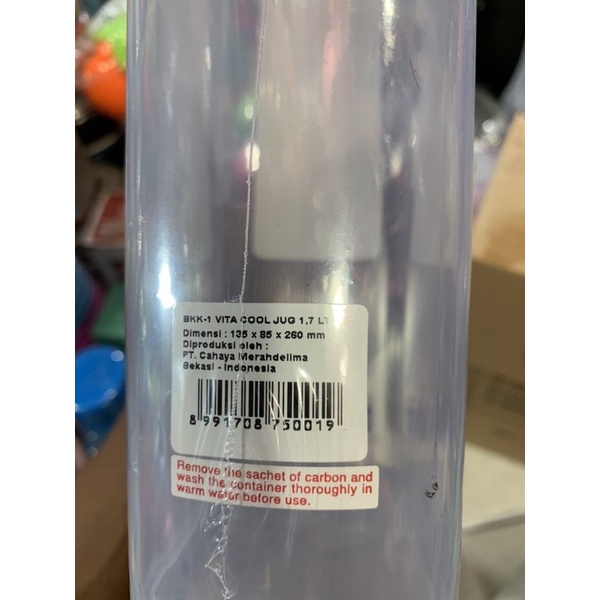 BKK-1 VITA COOL JUG 1,7 LT
Dimensi : 135 x 85 x 260 mm
Diproduksi oleh :
PT. Cahaya Merahdelima
Bekasi - Indonesia
8 991708 750019
Remove the sachet of carbon and
wash the container thoroughly in
warm water before use.